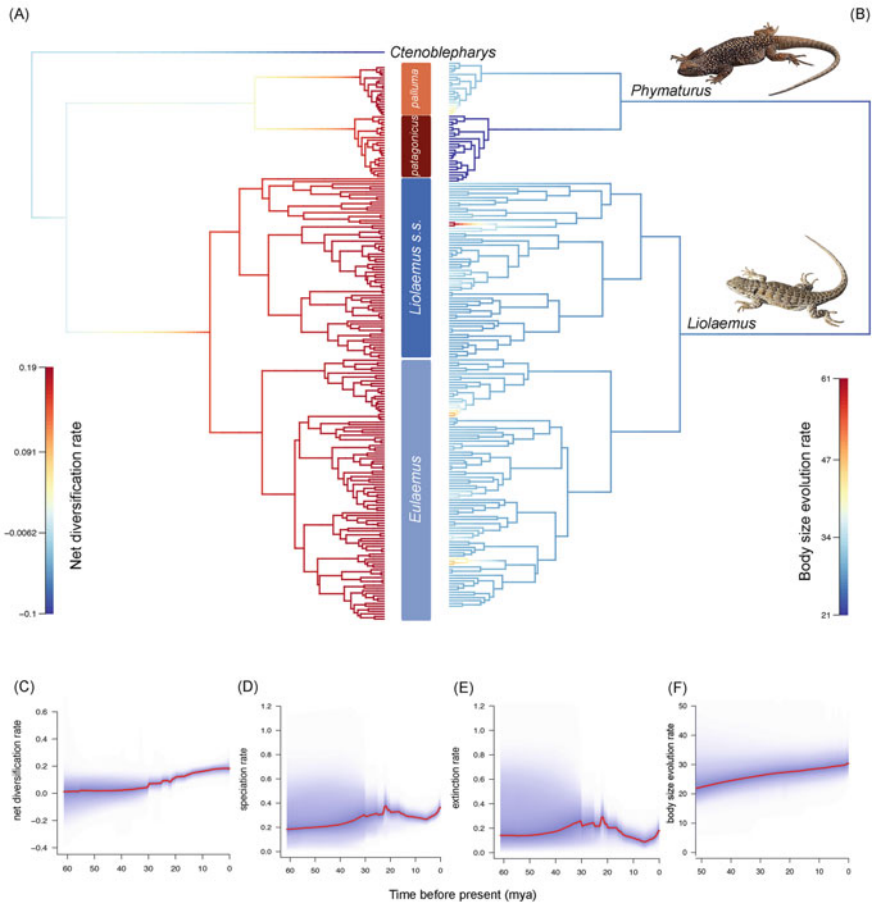 (A)
(B)
Ctenoblepharys
Phymaturus
palluma
patagonicus
Liolaemus s.s.
Liolaemus
Eulaemus
0.19
0.091
−0.0062
−0.1
Net diversification rate
61
47
34
21
Body size evolution rate
(C)
0.6
0.4
0.2
0.0
−0.2
−0.4
net diversification rate
60 50 40 30 20 10 0
(D)
1.2
1.0
0.8
0.6
0.4
0.2
0.0
speciation rate
60 50 40 30 20 10 0
(E)
1.2
1.0
0.8
0.6
0.4
0.2
0.0
extinction rate
60 50 40 30 20 10 0
(F)
50
40
30
20
10
0
body size evolution rate
50 40 30 20 10 0
Time before present (mya)